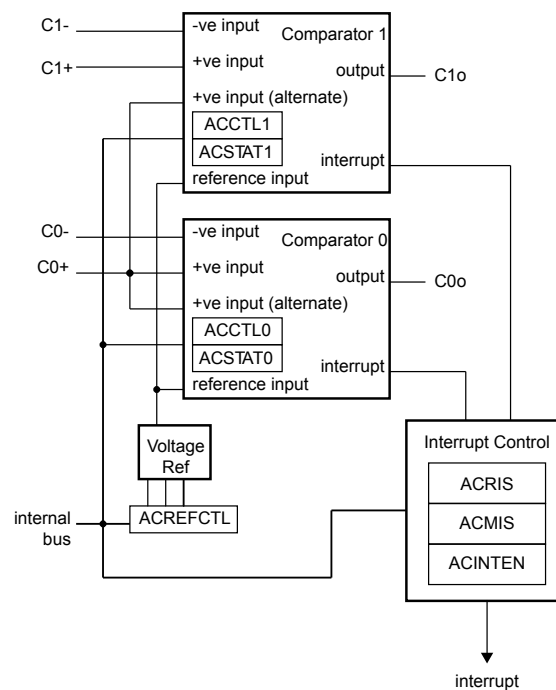 C1-
-ve input
Comparator 1
C1+
+ve input
output
C1o
+ve input (alternate)
ACCTL1
ACSTAT1
interrupt
reference input
C0-
-ve input
Comparator 0
C0+
+ve input
output
C0o
+ve input (alternate)
ACCTL0
ACSTAT0
interrupt
reference input
Voltage
Ref
Interrupt Control
ACRIS
internal
bus
ACREFCTL
ACMIS
ACINTEN
interrupt